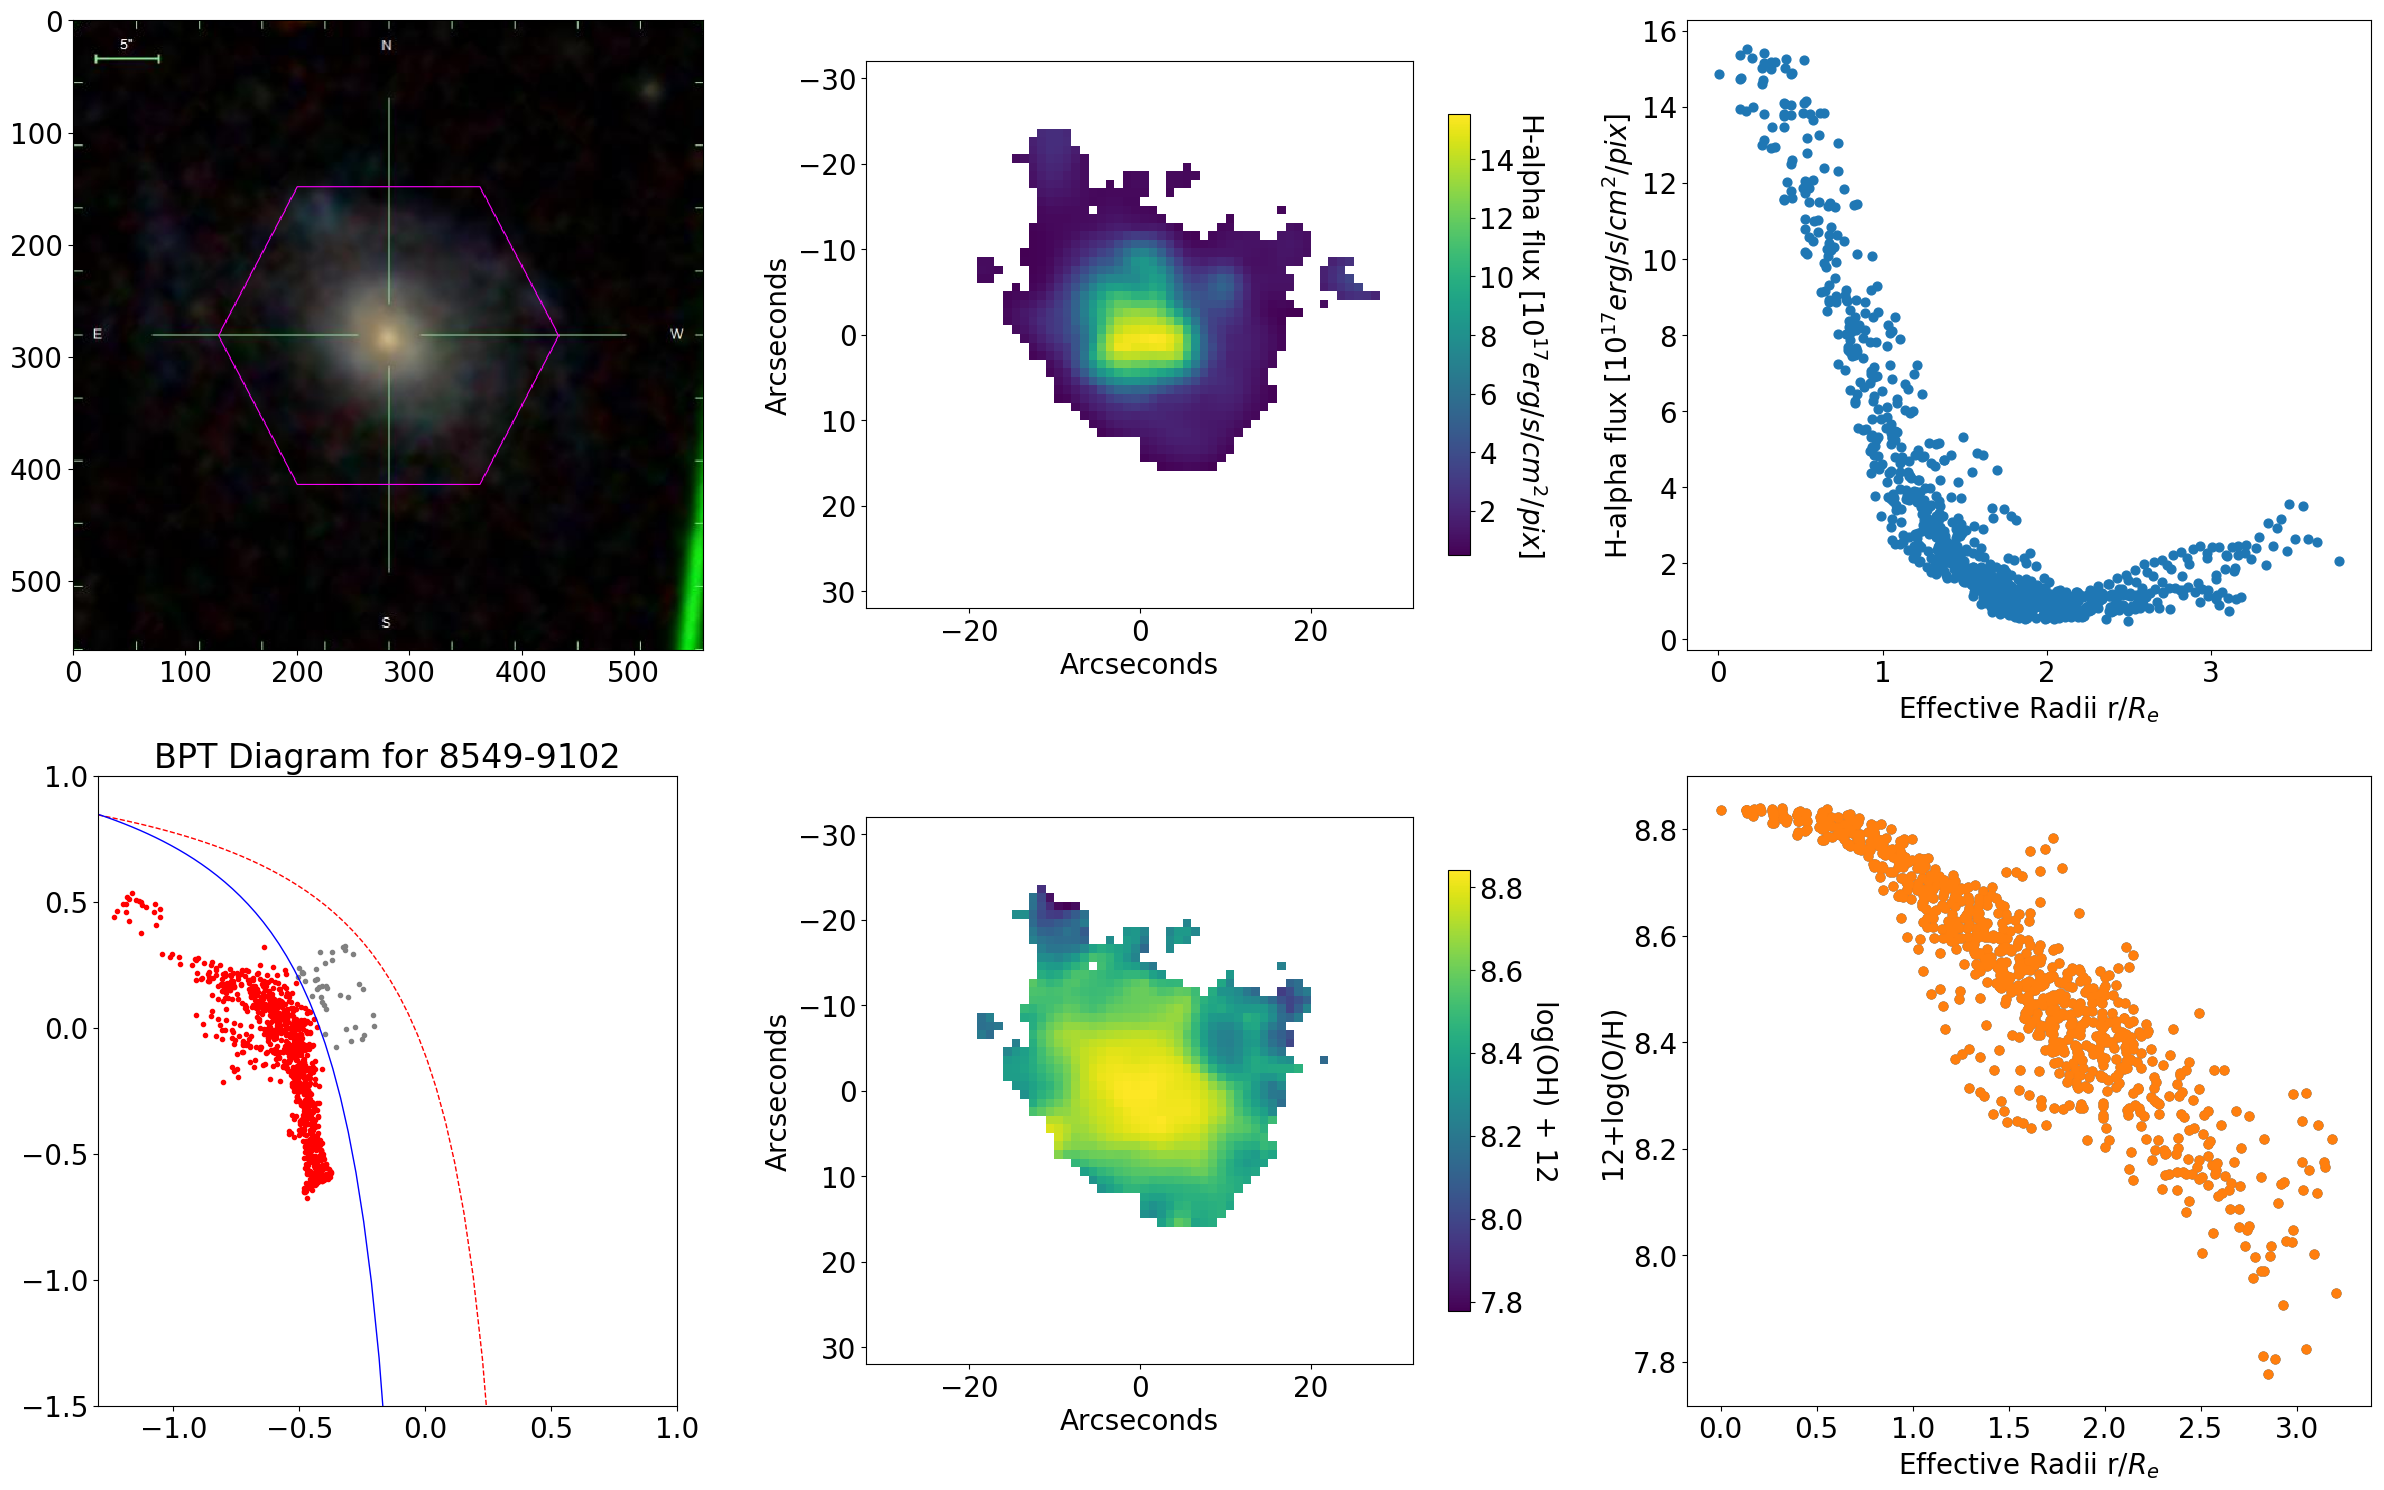 0
100
200
300
400
500
0 100 200 300 400 500
5"
N
E
W
S
−30
−20
−10
0
10
20
30
Arcseconds
−20 0 20
Arcseconds
14
12
10
8
6
4
2
H-alpha flux [10^17 erg/s/cm^2/pix]
16
14
12
10
8
6
4
2
0
H-alpha flux [10^17 erg/s/cm^2/pix]
0 1 2 3
Effective Radii r/R_e
BPT Diagram for 8549-9102
1.0
0.5
0.0
−0.5
−1.0
−1.5
−1.0 −0.5 0.0 0.5 1.0
−30
−20
−10
0
10
20
30
Arcseconds
−20 0 20
Arcseconds
8.8
8.6
8.4
8.2
8.0
7.8
log(OH) + 12
8.8
8.6
8.4
8.2
8.0
7.8
12+log(O/H)
0.0 0.5 1.0 1.5 2.0 2.5 3.0
Effective Radii r/R_e